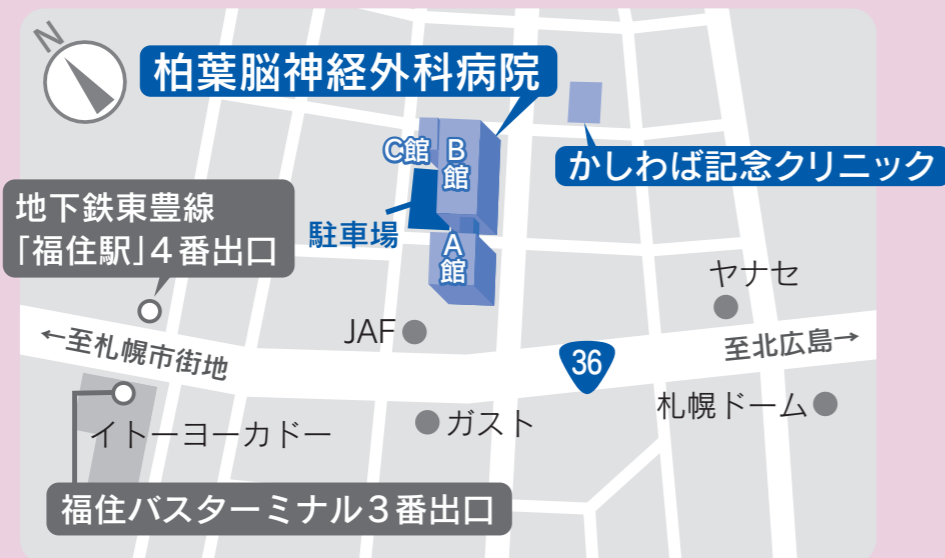 N
柏葉脳神経外科病院
C館
B館
かしわば記念クリニック
地下鉄東豊線
「福住駅」4番出口
駐車場
A館
ヤナセ
JAF
←至札幌市街地
36
至北広島→
イトーヨーカドー
ガスト
札幌ドーム
福住バスターミナル3番出口